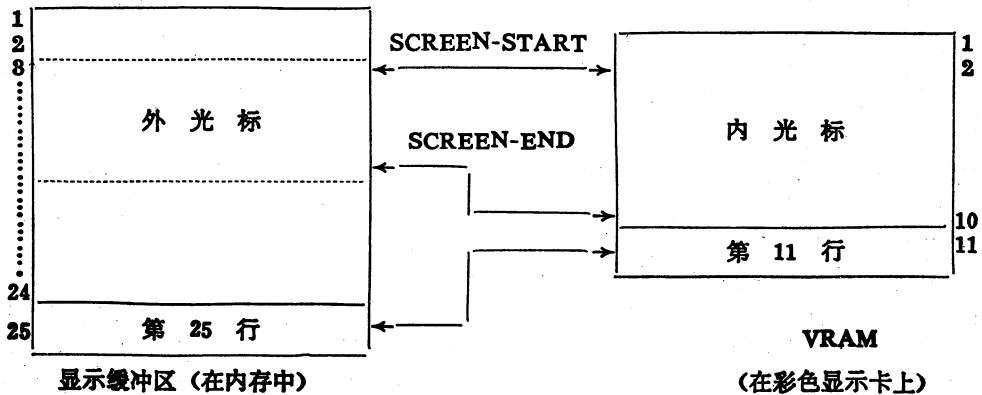 1
2
8
外 光 标
24
25
第 25 行
显示缓冲区（在内存中）
SCREEN-START
SCREEN-END
1
2
内 光 标
10
第 11 行
11
VRAM
（在彩色显示卡上）